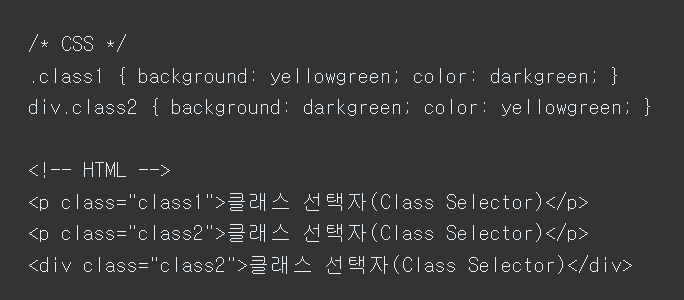 /* CSS */
.class1 { background: yellowgreen; color: darkgreen; }
div.class2 { background: darkgreen; color: yellowgreen; }
<!-- HTML -->
<p class="class1">클래스 선택자(Class Selector)</p>
<p class="class2">클래스 선택자(Class Selector)</p>
<div class="class2">클래스 선택자(Class Selector)</div>